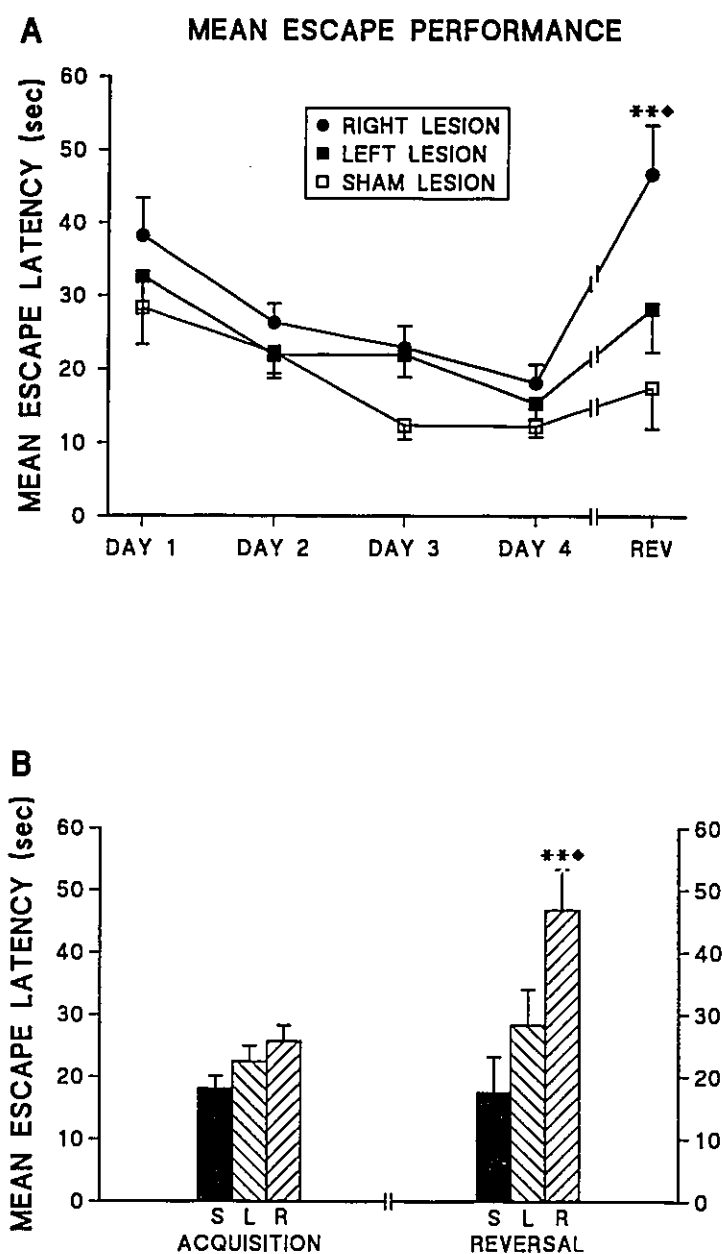 A MEAN ESCAPE PERFORMANCE
MEAN ESCAPE LATENCY (sec)
60
50
40
30
20
10
0
RIGHT LESION
LEFT LESION
SHAM LESION
**◆
DAY 1 DAY 2 DAY 3 DAY 4 REV
B
MEAN ESCAPE LATENCY (sec)
60
50
40
30
20
10
0
**◆
60
50
40
30
20
10
0
S L R S L R
ACQUISITION REVERSAL